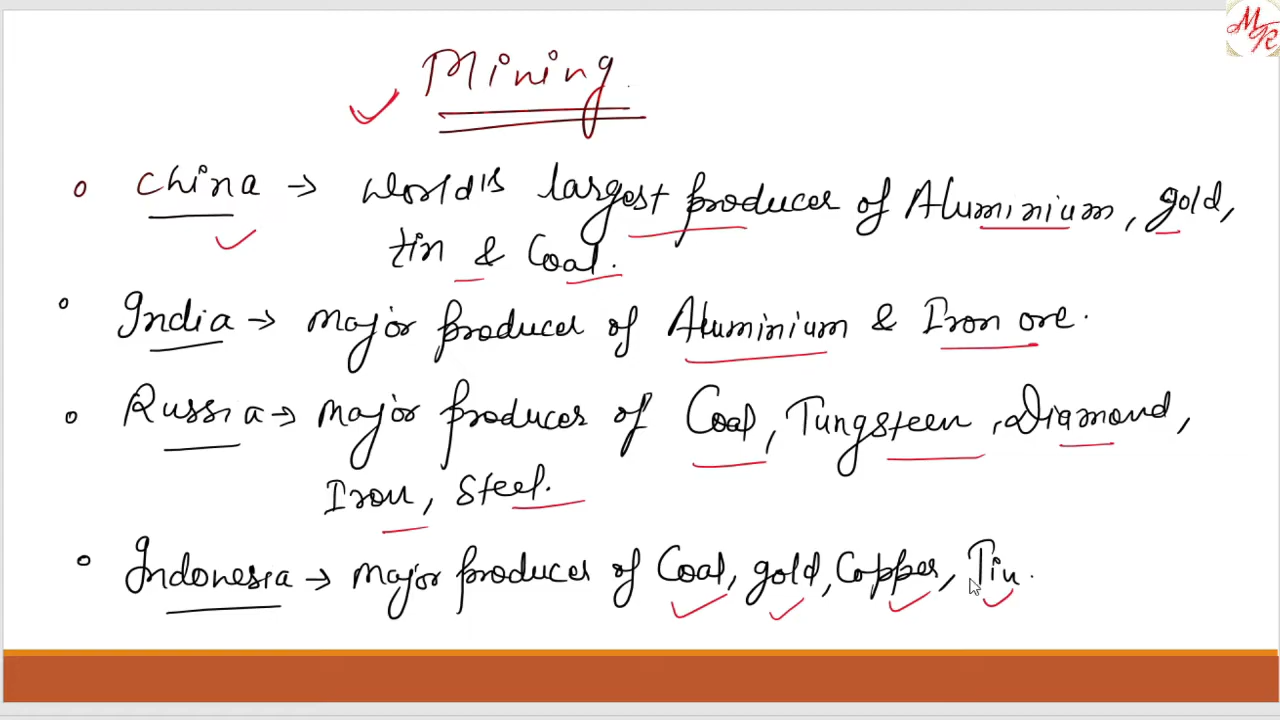 MR
Mining
China → world's largest producer of Aluminium, gold,
tin & Coal.
India → major producer of Aluminium & Iron ore.
Russia → major producer of Coal, Tungsteen, Diamond,
Iron, Steel.
Indonesia → major producer of Coal, gold, Copper, Tin.